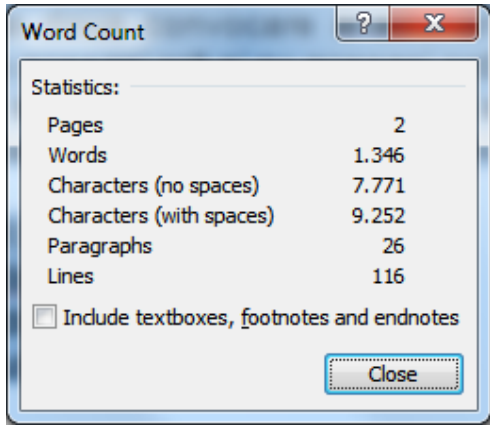 Word Count
Statistics:
Pages 2
Words 1.346
Characters (no spaces) 7.771
Characters (with spaces) 9.252
Paragraphs 26
Lines 116
Include textboxes, footnotes and endnotes
Close